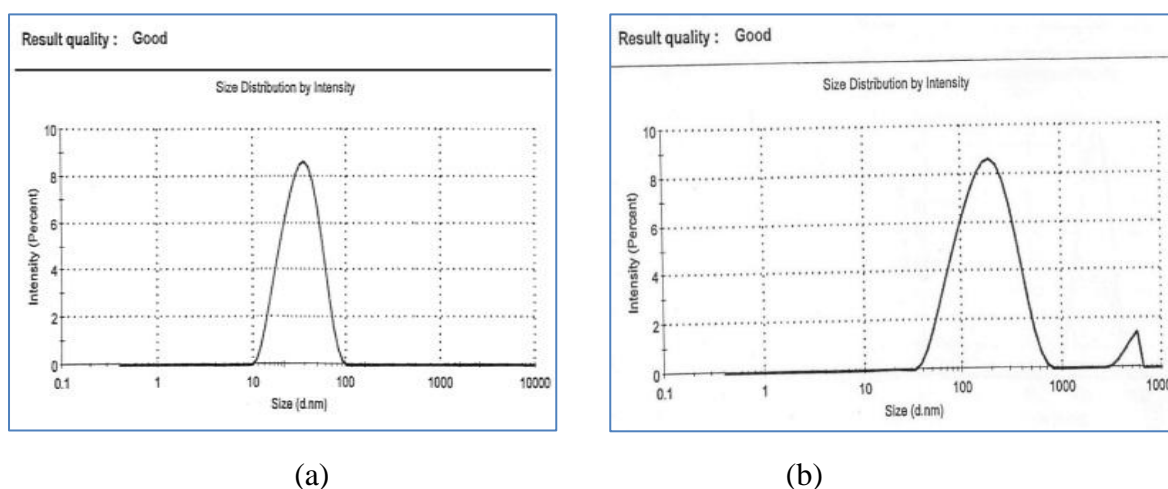 Result quality : Good
Size Distribution by Intensity
Intensity (Percent)
10
8
6
4
2
0
0.1 1 10 100 1000 10000
Size (d.nm)
(a)
Result quality : Good
Size Distribution by Intensity
Intensity (Percent)
10
8
6
4
2
0
0.1 1 10 100 1000 1000
Size (d.nm)
(b)